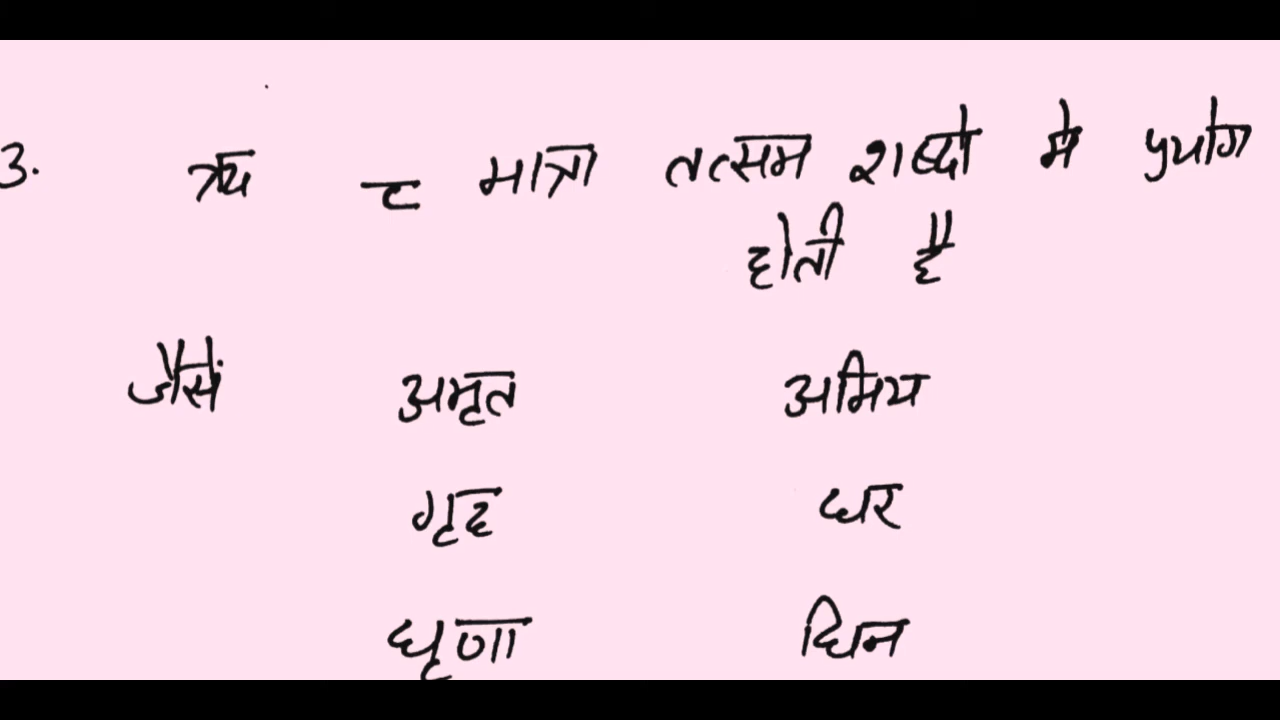 3. ऋ ृ मात्रा तत्सम शब्दो मे प्रयोग
होती है
जैसे अमृत अमिय
गृह घर
घृणा घिन